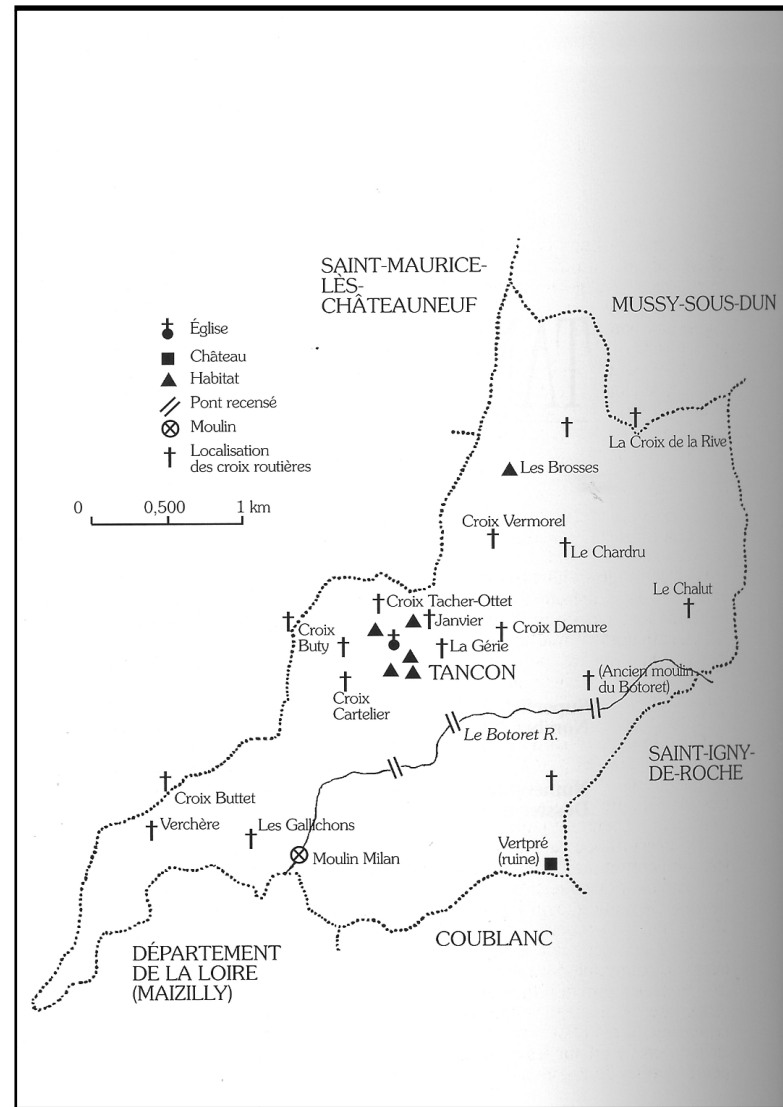 SAINT-MAURICE-
LÈS-
CHÂTEAUNEUF
MUSSY-SOUS-DUN
Église
Château
Habitat
Pont recensé
Moulin
Localisation
des croix routières
0 0,500 1 km
La Croix de la Rive
Les Brosses
Croix Vermorel
Le Chardru
Le Chalut
Croix Tacher-Ottet
Janvier
Croix
Buty
La Gérie
Croix Demure
TANCON
Croix
Cartelier
(Ancien moulin
du Botoret)
Le Botoret R.
SAINT-IGNY-
DE-ROCHE
Croix Buttet
Verchère
Les Gallichons
Moulin Milan
Vertpré
(ruine)
COUBLANC
DÉPARTEMENT
DE LA LOIRE
(MAIZILLY)